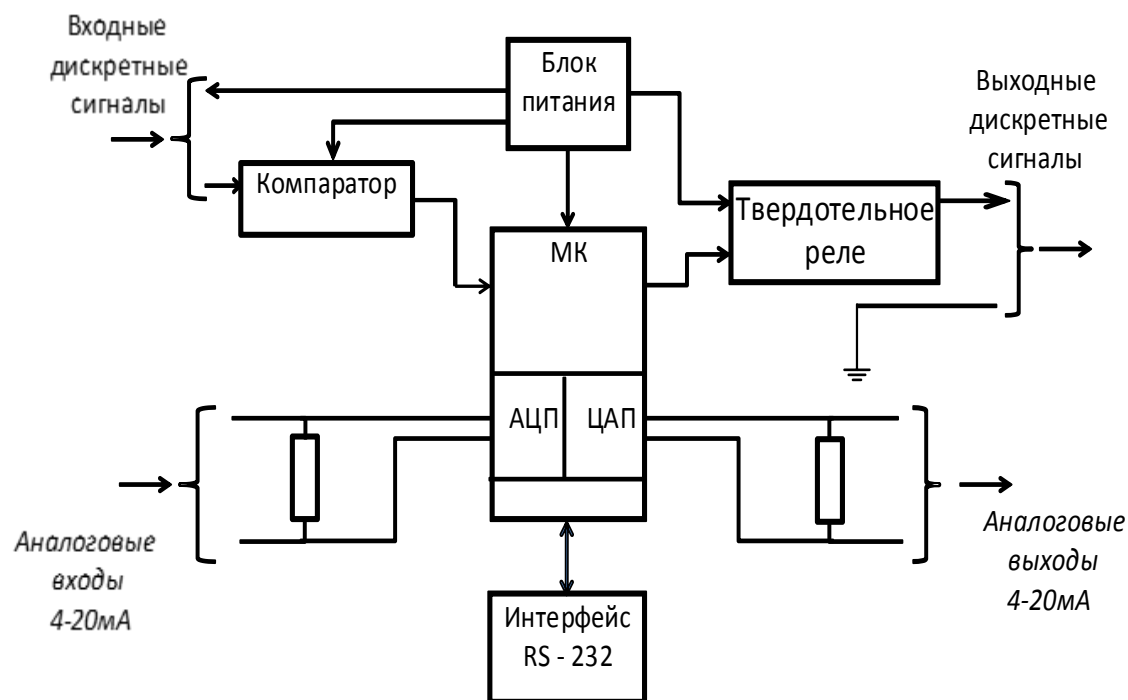 Входные
дискретные
сигналы
Блок
питания
Выходные
дискретные
сигналы
Компаратор
Твердотельное
реле
МК
АЦП
ЦАП
Аналоговые
входы
4-20мА
Аналоговые
выходы
4-20мА
Интерфейс
RS - 232